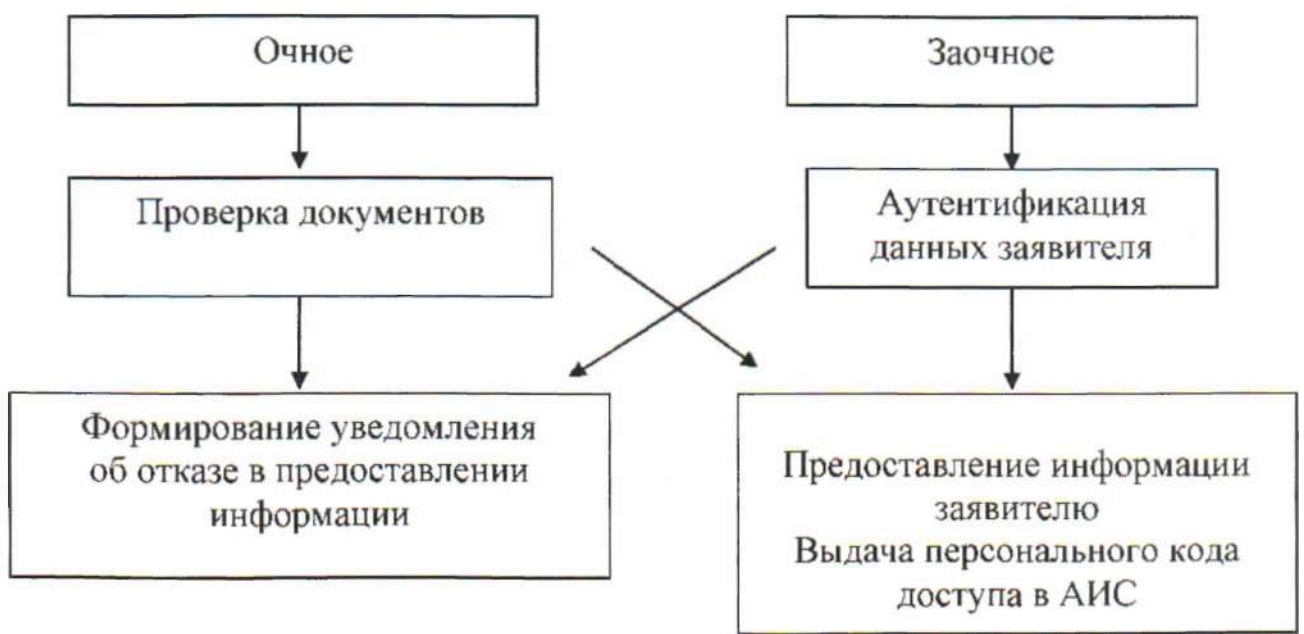 Очное
Заочное
Проверка документов
Аутентификация
данных заявителя
Формирование уведомления
об отказе в предоставлении
информации
Предоставление информации
заявителю
Выдача персонального кода
доступа в АИС